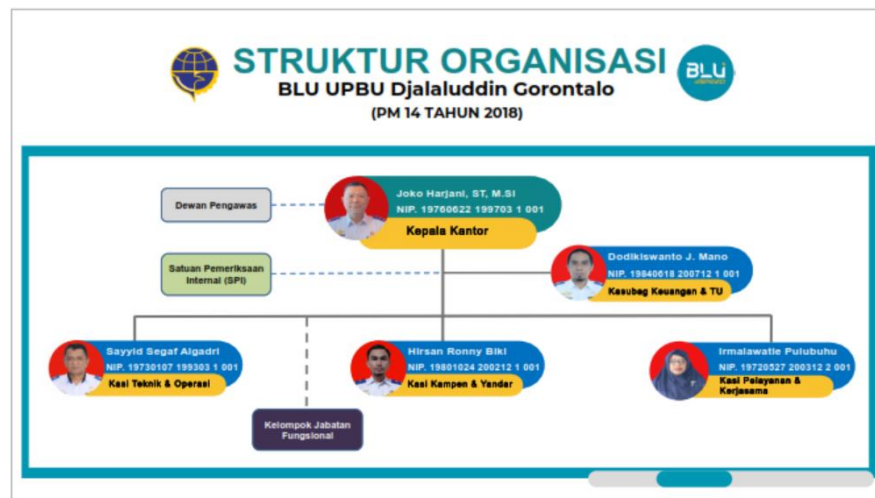 STRUKTUR ORGANISASI
BLU UPBU Djalaluddin Gorontalo
(PM 14 TAHUN 2018)
BLU
Dewan Pengawas
Joko Harjani, ST, M.Si
NIP. 19760622 199703 1 001
Kepala Kantor
Satuan Pemeriksaan
Internal (SPI)
Dodikiswanto J. Mano
NIP. 19840618 200712 1 001
Kasubag Keuangan & TU
Sayyid Segaf Algadri
NIP. 19730107 199303 1 001
Kasi Teknik & Operasi
Hirsan Ronny Biki
NIP. 19801024 200212 1 001
Kasi Kampen & Yandar
Irmalawatie Pulubuhu
NIP. 19720527 200312 2 001
Kasi Pelayanan &
Kerjasama
Kelompok Jabatan
Fungsional